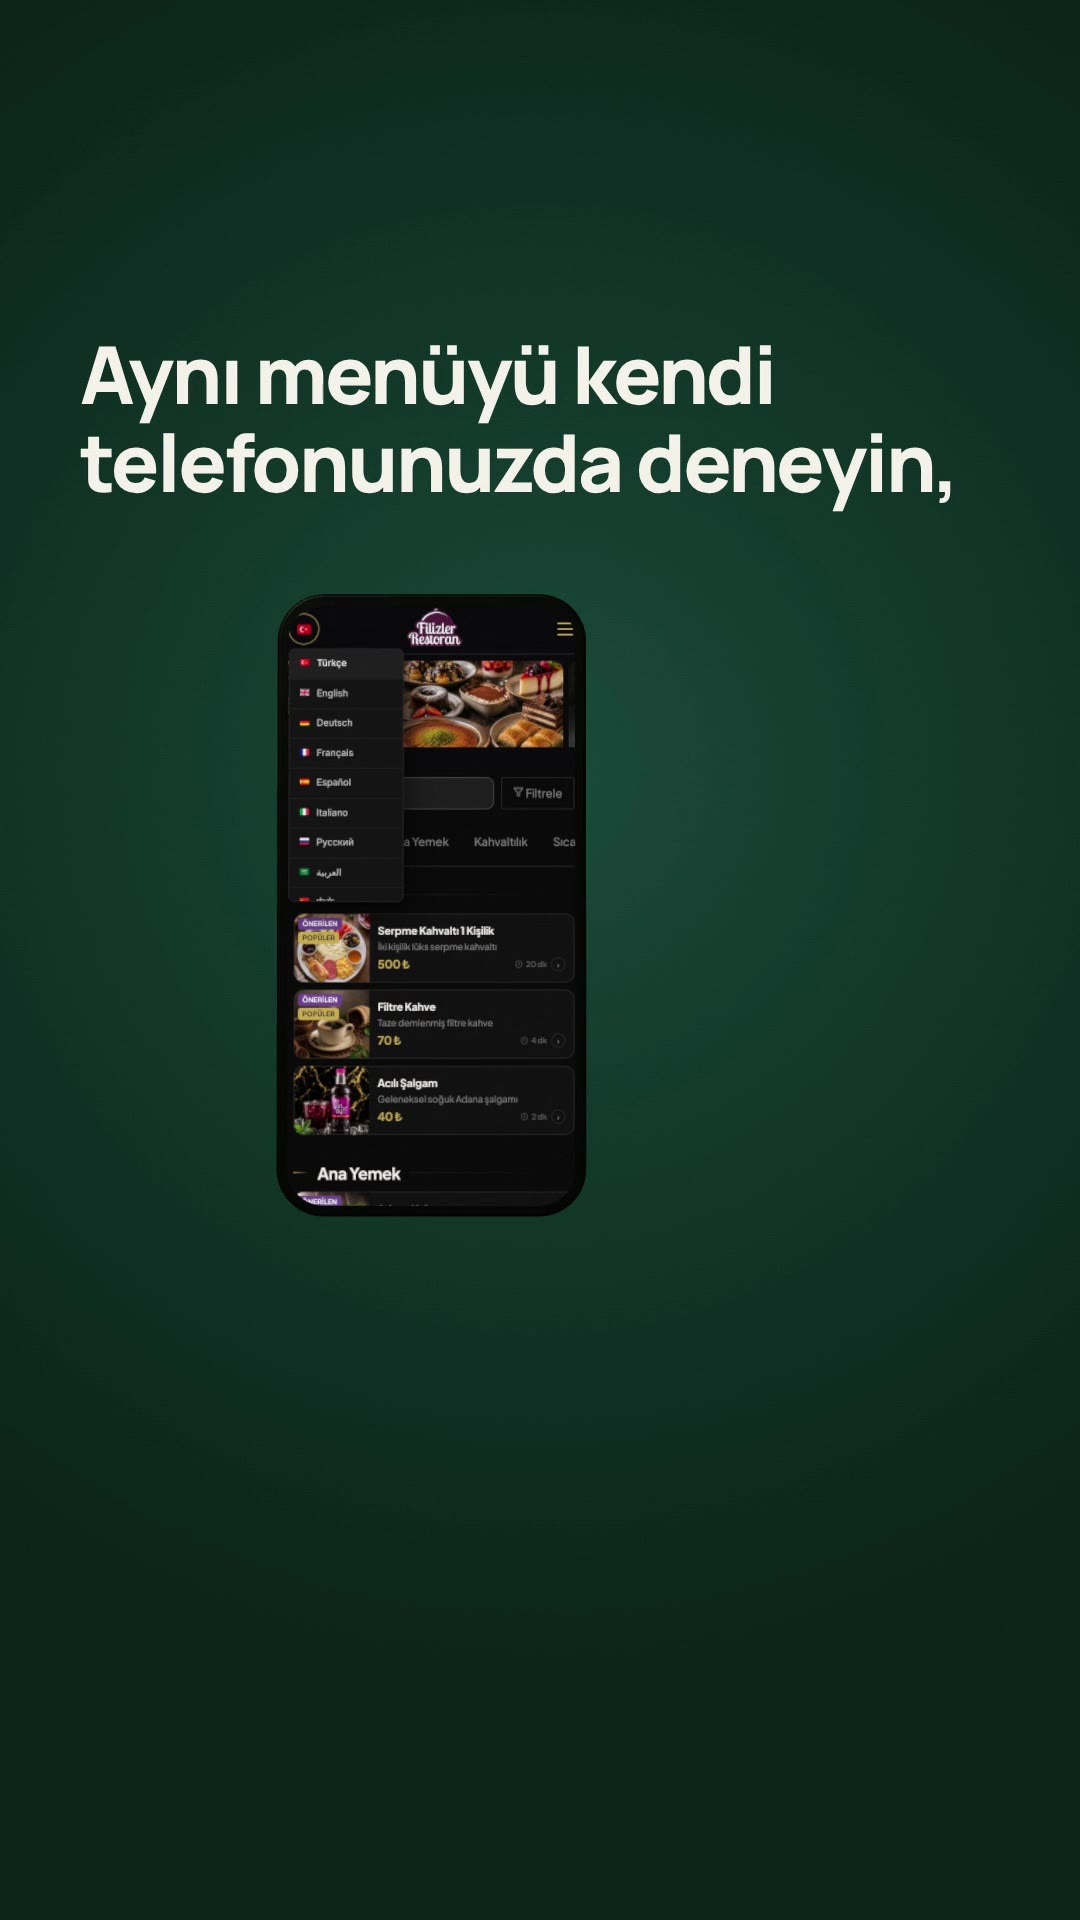 Aynı menüyü kendi
telefonunuzda deneyin,
Filizler
Restoran
Türkçe
English
Deutsch
Français
Español
Italiano
Русский
العربية
Filtrele
a Yemek
Kahvaltılık
Sıca
ÖNERİLEN
POPÜLER
Serpme Kahvaltı 1 Kişilik
İki kişilik lüks serpme kahvaltı
500 ₺
20 dk
ÖNERİLEN
POPÜLER
Filtre Kahve
Taze demlenmiş filtre kahve
70 ₺
4 dk
Acılı Şalgam
Geleneksel soğuk Adana şalgamı
40 ₺
2 dk
Ana Yemek
ÖNERİLEN